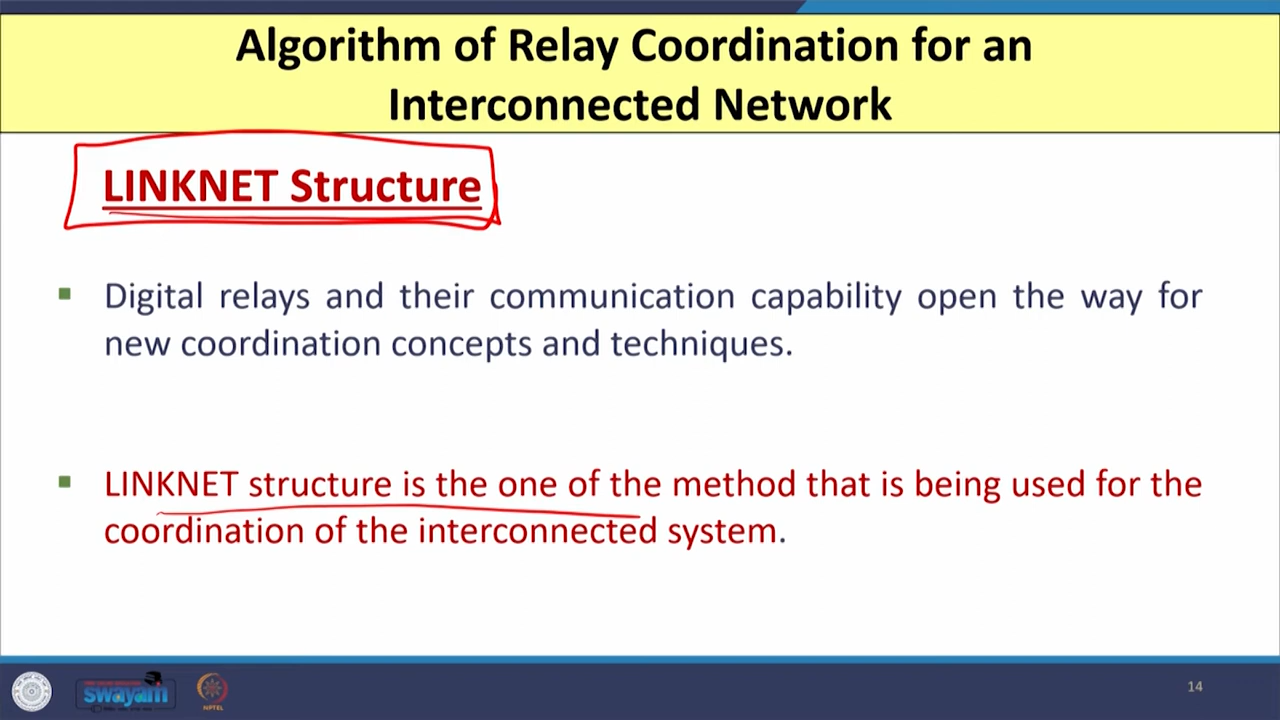 Algorithm of Relay Coordination for an
Interconnected Network
LINKNET Structure
Digital relays and their communication capability open the way for
new coordination concepts and techniques.
LINKNET structure is the one of the method that is being used for the
coordination of the interconnected system.
swayam
NPTEL
14